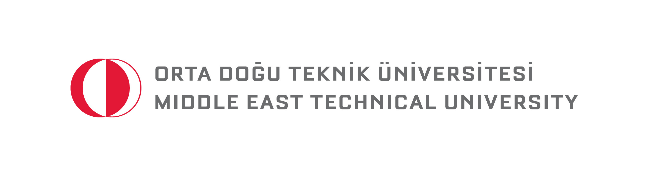 ORTA DOĞU TEKNİK ÜNİVERSİTESİ
MIDDLE EAST TECHNICAL UNIVERSITY